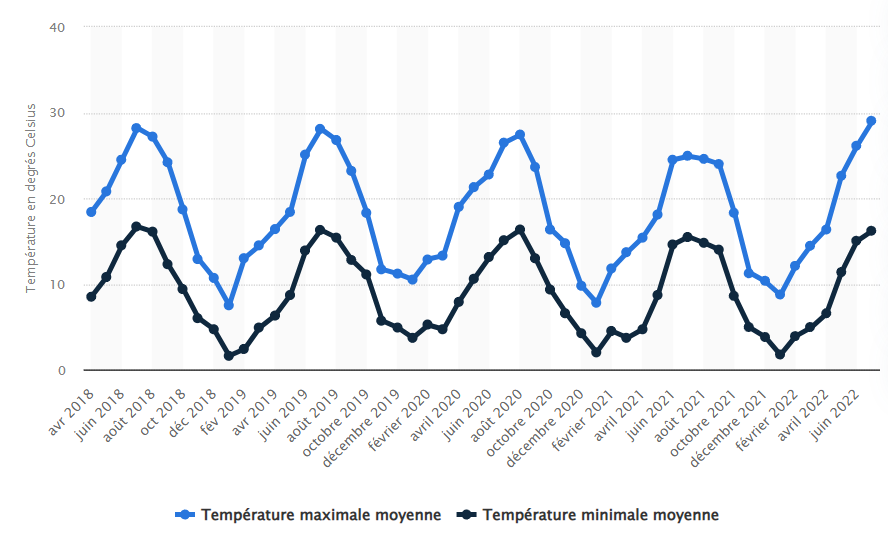 40
30
20
10
0
Température en degrés Celsius
avr 2018
juin 2018
août 2018
oct 2018
déc 2018
fév 2019
avr 2019
juin 2019
août 2019
octobre 2019
décembre 2019
février 2020
avril 2020
juin 2020
août 2020
octobre 2020
décembre 2020
février 2021
avril 2021
juin 2021
août 2021
octobre 2021
décembre 2021
février 2022
avril 2022
juin 2022
Température maximale moyenne
Température minimale moyenne